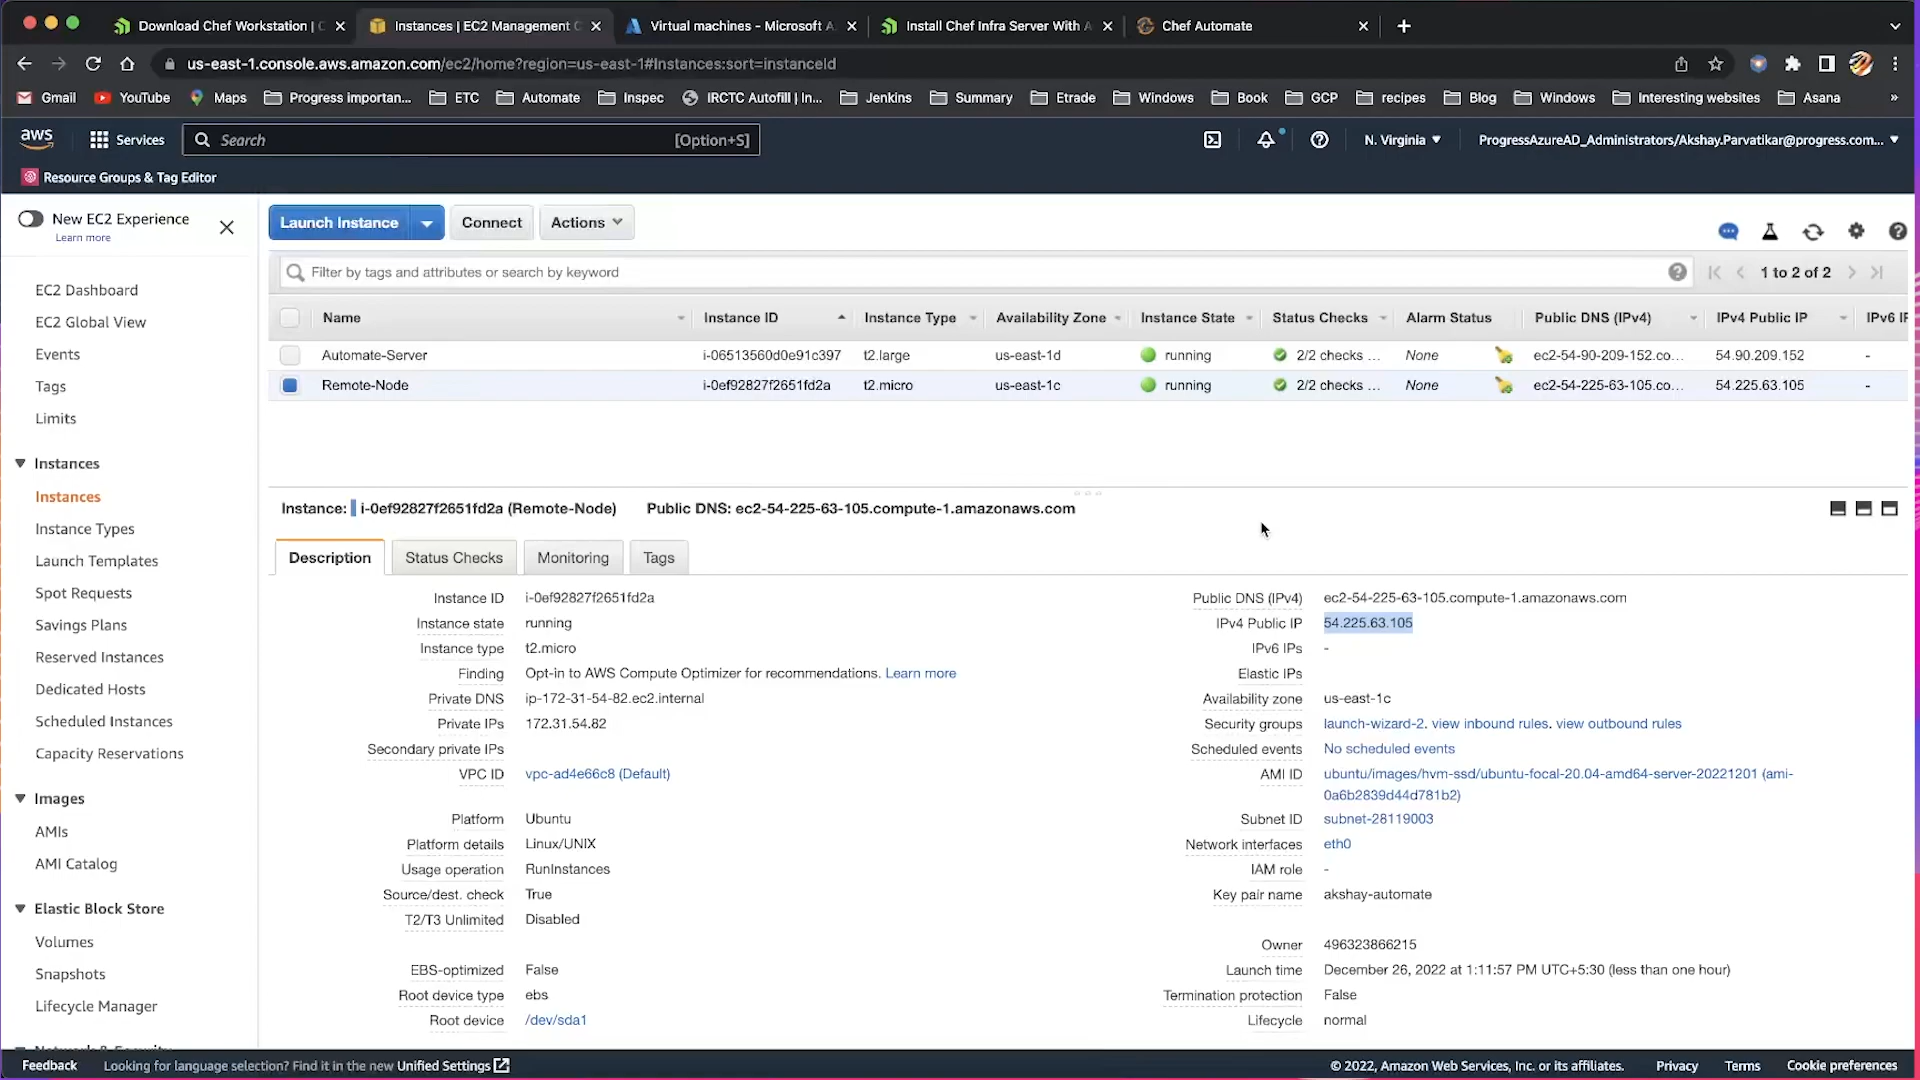 Download Chef Workstation | C
Instances | EC2 Management C
Virtual machines - Microsoft A
Install Chef Infra Server With A
Chef Automate
us-east-1.console.aws.amazon.com/ec2/home?region=us-east-1#Instances:sort=instanceId
Gmail YouTube Maps Progress importan... ETC Automate Inspec IRCTC Autofill | In... Jenkins Summary Etrade Windows Book GCP recipes Blog Windows Interesting websites Asana »
aws Services Search [Option+S] N. Virginia ProgressAzureAD_Administrators/Akshay.Parvatikar@progress.com...
Resource Groups & Tag Editor
New EC2 Experience
Learn more
EC2 Dashboard
EC2 Global View
Events
Tags
Limits
Instances
Instances
Instance Types
Launch Templates
Spot Requests
Savings Plans
Reserved Instances
Dedicated Hosts
Scheduled Instances
Capacity Reservations
Images
AMIs
AMI Catalog
Elastic Block Store
Volumes
Snapshots
Lifecycle Manager
Network & Security
Launch Instance Connect Actions
Filter by tags and attributes or search by keyword 1 to 2 of 2
Name Instance ID Instance Type Availability Zone Instance State Status Checks Alarm Status Public DNS (IPv4) IPv4 Public IP IPv6 IP
Automate-Server i-06513560d0e91c397 t2.large us-east-1d running 2/2 checks ... None ec2-54-90-209-152.co... 54.90.209.152 -
Remote-Node i-0ef92827f2651fd2a t2.micro us-east-1c running 2/2 checks ... None ec2-54-225-63-105.co... 54.225.63.105 -
Instance: i-0ef92827f2651fd2a (Remote-Node) Public DNS: ec2-54-225-63-105.compute-1.amazonaws.com
Description Status Checks Monitoring Tags
Instance ID i-0ef92827f2651fd2a
Instance state running
Instance type t2.micro
Finding Opt-in to AWS Compute Optimizer for recommendations. Learn more
Private DNS ip-172-31-54-82.ec2.internal
Private IPs 172.31.54.82
Secondary private IPs
VPC ID vpc-ad4e66c8 (Default)
Platform Ubuntu
Platform details Linux/UNIX
Usage operation RunInstances
Source/dest. check True
T2/T3 Unlimited Disabled
EBS-optimized False
Root device type ebs
Root device /dev/sda1
Public DNS (IPv4) ec2-54-225-63-105.compute-1.amazonaws.com
IPv4 Public IP 54.225.63.105
IPv6 IPs -
Elastic IPs
Availability zone us-east-1c
Security groups launch-wizard-2. view inbound rules. view outbound rules
Scheduled events No scheduled events
AMI ID ubuntu/images/hvm-ssd/ubuntu-focal-20.04-amd64-server-20221201 (ami-
0a6b2839d44d781b2)
Subnet ID subnet-28119003
Network interfaces eth0
IAM role -
Key pair name akshay-automate
Owner 496323866215
Launch time December 26, 2022 at 1:11:57 PM UTC+5:30 (less than one hour)
Termination protection False
Lifecycle normal
Feedback Looking for language selection? Find it in the new Unified Settings © 2022, Amazon Web Services, Inc. or its affiliates. Privacy Terms Cookie preferences